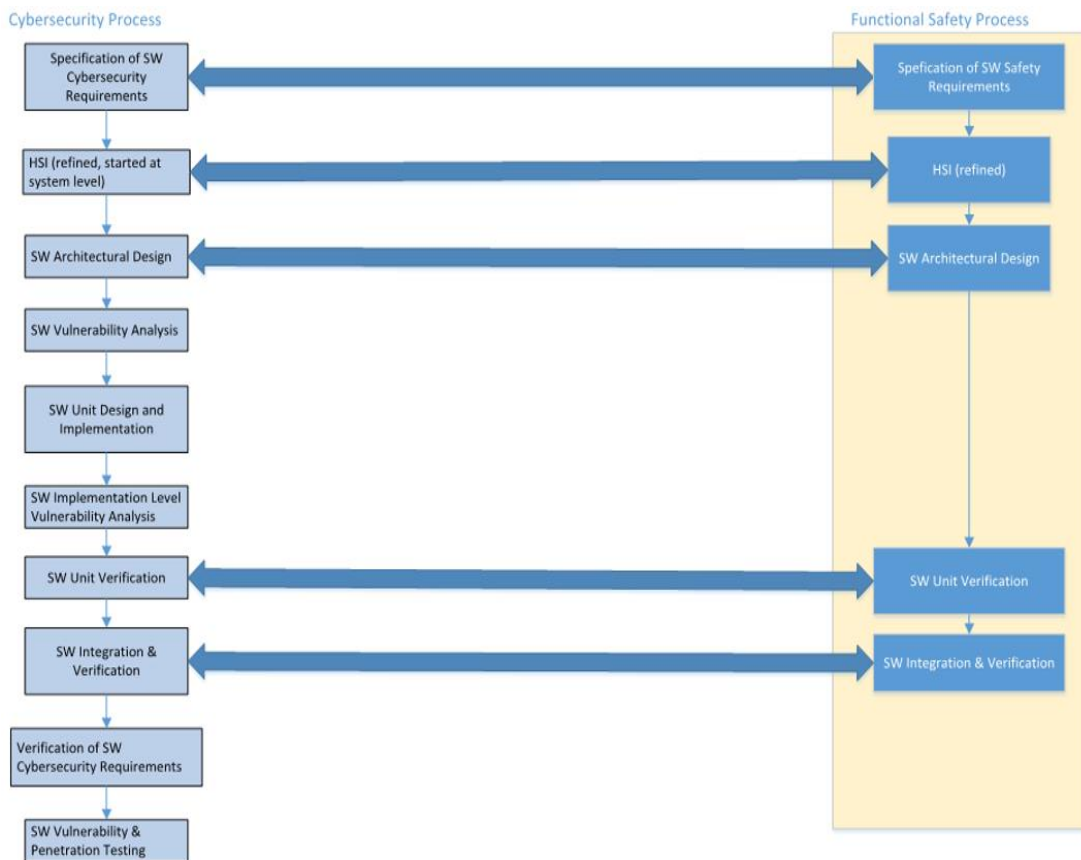 Cybersecurity Process
Functional Safety Process
Specification of SW
Cybersecurity
Requirements
Spefication of SW Safety
Requirements
HSI (refined, started at
system level)
HSI (refined)
SW Architectural Design
SW Architectural Design
SW Vulnerability Analysis
SW Unit Design and
Implementation
SW Implementation Level
Vulnerability Analysis
SW Unit Verification
SW Unit Verification
SW Integration &
Verification
SW Integration & Verification
Verification of SW
Cybersecurity Requirements
SW Vulnerability &
Penetration Testing